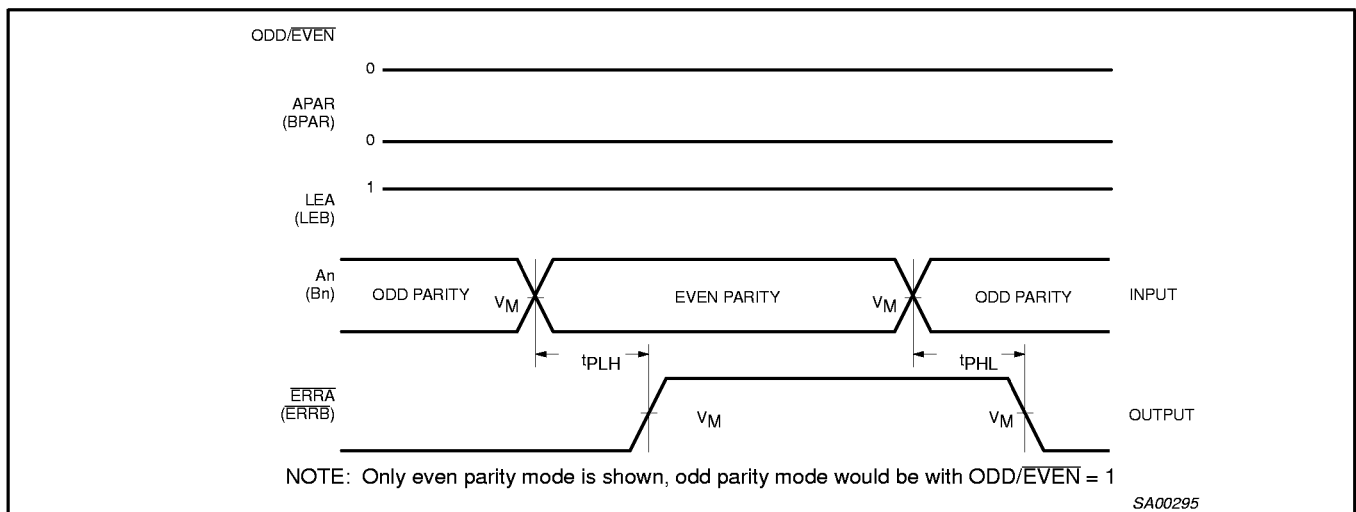 ODD/EVEN
0
APAR
(BPAR)
0
1
LEA
(LEB)
An
(Bn)
ODD PARITY
VM
EVEN PARITY
VM
ODD PARITY
INPUT
tPLH
tPHL
ERRA
(ERRB)
VM
VM
OUTPUT
NOTE: Only even parity mode is shown, odd parity mode would be with ODD/EVEN = 1
SA00295